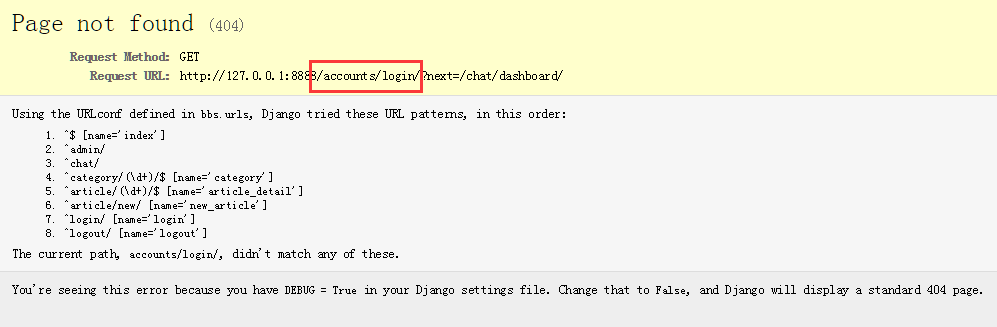 Page not found (404)
Request Method: GET
Request URL: http://127.0.0.1:8888/accounts/login/?next=/chat/dashboard/
Using the URLconf defined in bbs.urls, Django tried these URL patterns, in this order:
1. ^$ [name='index']
2. ^admin/
3. ^chat/
4. ^category/(\d+)/$ [name='category']
5. ^article/(\d+)/$ [name='article_detail']
6. ^article/new/ [name='new_article']
7. ^login/ [name='login']
8. ^logout/ [name='logout']
The current path, accounts/login/, didn't match any of these.
You're seeing this error because you have DEBUG = True in your Django settings file. Change that to False, and Django will display a standard 404 page.